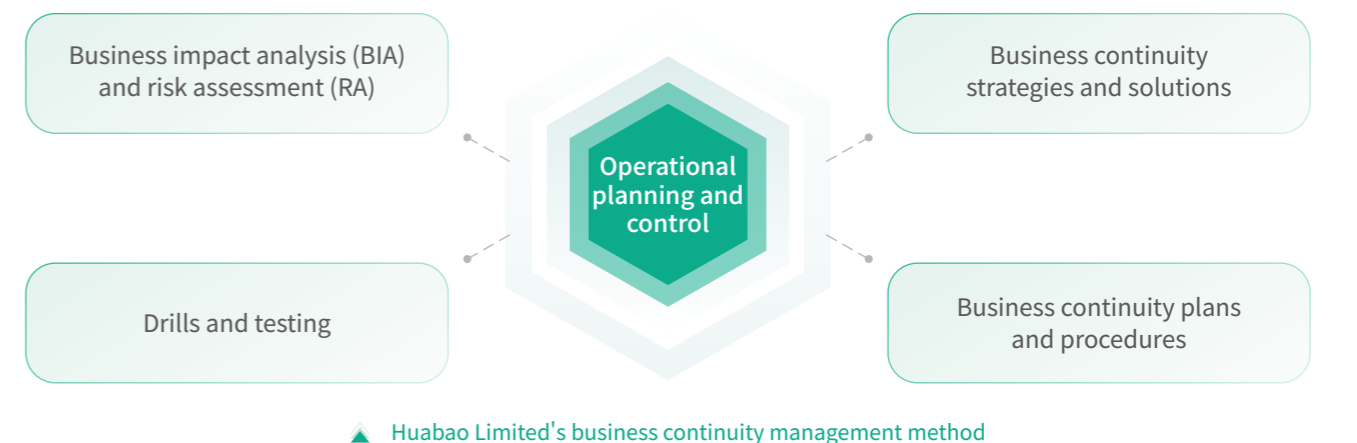 Business impact analysis (BIA)
and risk assessment (RA)
Business continuity
strategies and solutions
Operational
planning and
control
Drills and testing
Business continuity plans
and procedures
Huabao Limited's business continuity management method